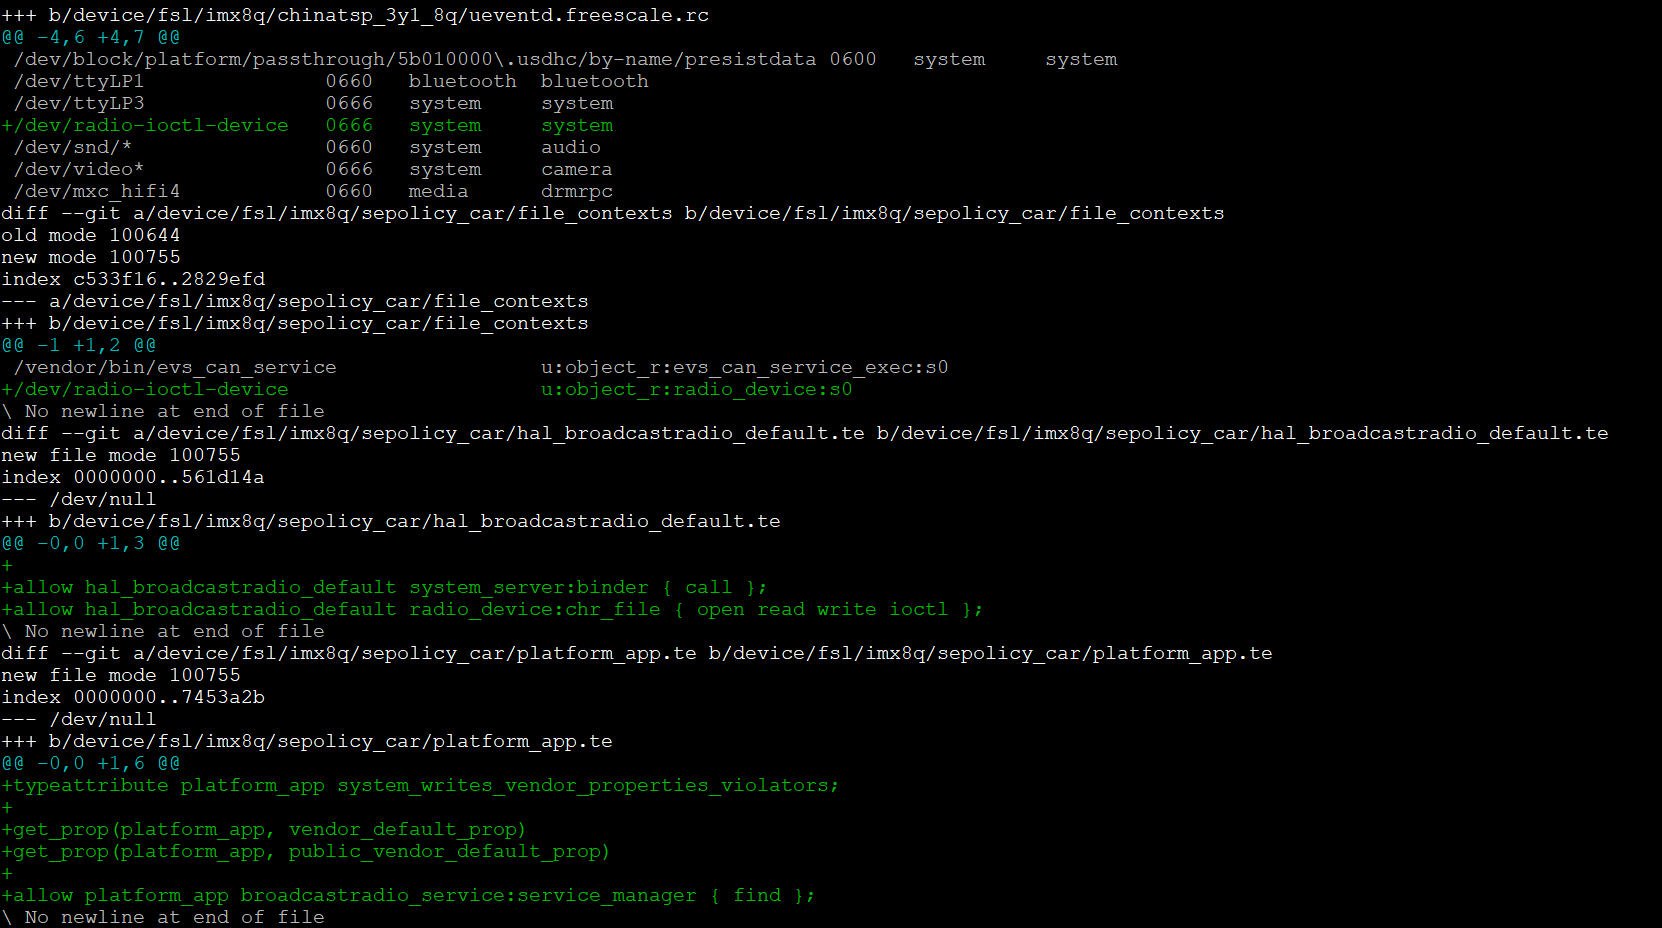 +++ b/device/fsl/imx8q/chinatsp_3y1_8q/ueventd.freescale.rc
@@ -4,6 +4,7 @@
 /dev/block/platform/passthrough/5b010000\.usdhc/by-name/presistdata 0600   system     system
 /dev/ttyLP1               0660   bluetooth  bluetooth
 /dev/ttyLP3               0666   system     system
+/dev/radio-ioctl-device   0666   system     system
 /dev/snd/*                0660   system     audio
 /dev/video*               0666   system     camera
 /dev/mxc_hifi4            0660   media      drmrpc
diff --git a/device/fsl/imx8q/sepolicy_car/file_contexts b/device/fsl/imx8q/sepolicy_car/file_contexts
old mode 100644
new mode 100755
index c533f16..2829efd
--- a/device/fsl/imx8q/sepolicy_car/file_contexts
+++ b/device/fsl/imx8q/sepolicy_car/file_contexts
@@ -1 +1,2 @@
 /vendor/bin/evs_can_service                 u:object_r:evs_can_service_exec:s0
+/dev/radio-ioctl-device                     u:object_r:radio_device:s0
\ No newline at end of file
diff --git a/device/fsl/imx8q/sepolicy_car/hal_broadcastradio_default.te b/device/fsl/imx8q/sepolicy_car/hal_broadcastradio_default.te
new file mode 100755
index 0000000..561d14a
--- /dev/null
+++ b/device/fsl/imx8q/sepolicy_car/hal_broadcastradio_default.te
@@ -0,0 +1,3 @@
+
+allow hal_broadcastradio_default system_server:binder { call };
+allow hal_broadcastradio_default radio_device:chr_file { open read write ioctl };
\ No newline at end of file
diff --git a/device/fsl/imx8q/sepolicy_car/platform_app.te b/device/fsl/imx8q/sepolicy_car/platform_app.te
new file mode 100755
index 0000000..7453a2b
--- /dev/null
+++ b/device/fsl/imx8q/sepolicy_car/platform_app.te
@@ -0,0 +1,6 @@
+typeattribute platform_app system_writes_vendor_properties_violators;
+
+get_prop(platform_app, vendor_default_prop)
+get_prop(platform_app, public_vendor_default_prop)
+
+allow platform_app broadcastradio_service:service_manager { find };
\ No newline at end of file